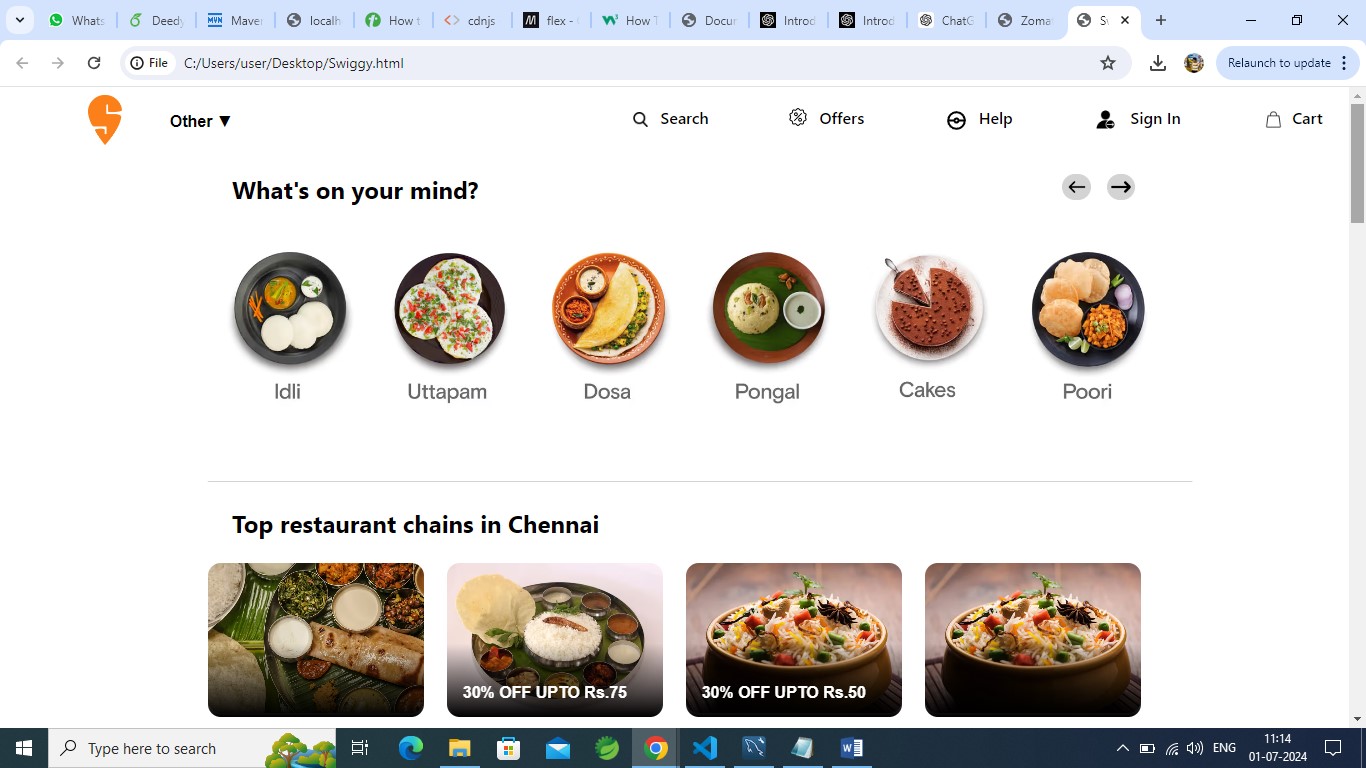 Whats
Deedy
Maver
localh
How t
cdnjs
flex -
How T
Docur
Introd
Introd
ChatG
Zoma
Sw
File
C:/Users/user/Desktop/Swiggy.html
Relaunch to update
Other ▼
Search
Offers
Help
Sign In
Cart
What's on your mind?
Idli
Uttapam
Dosa
Pongal
Cakes
Poori
Top restaurant chains in Chennai
30% OFF UPTO Rs.75
30% OFF UPTO Rs.50
Type here to search
ENG
11:14
01-07-2024